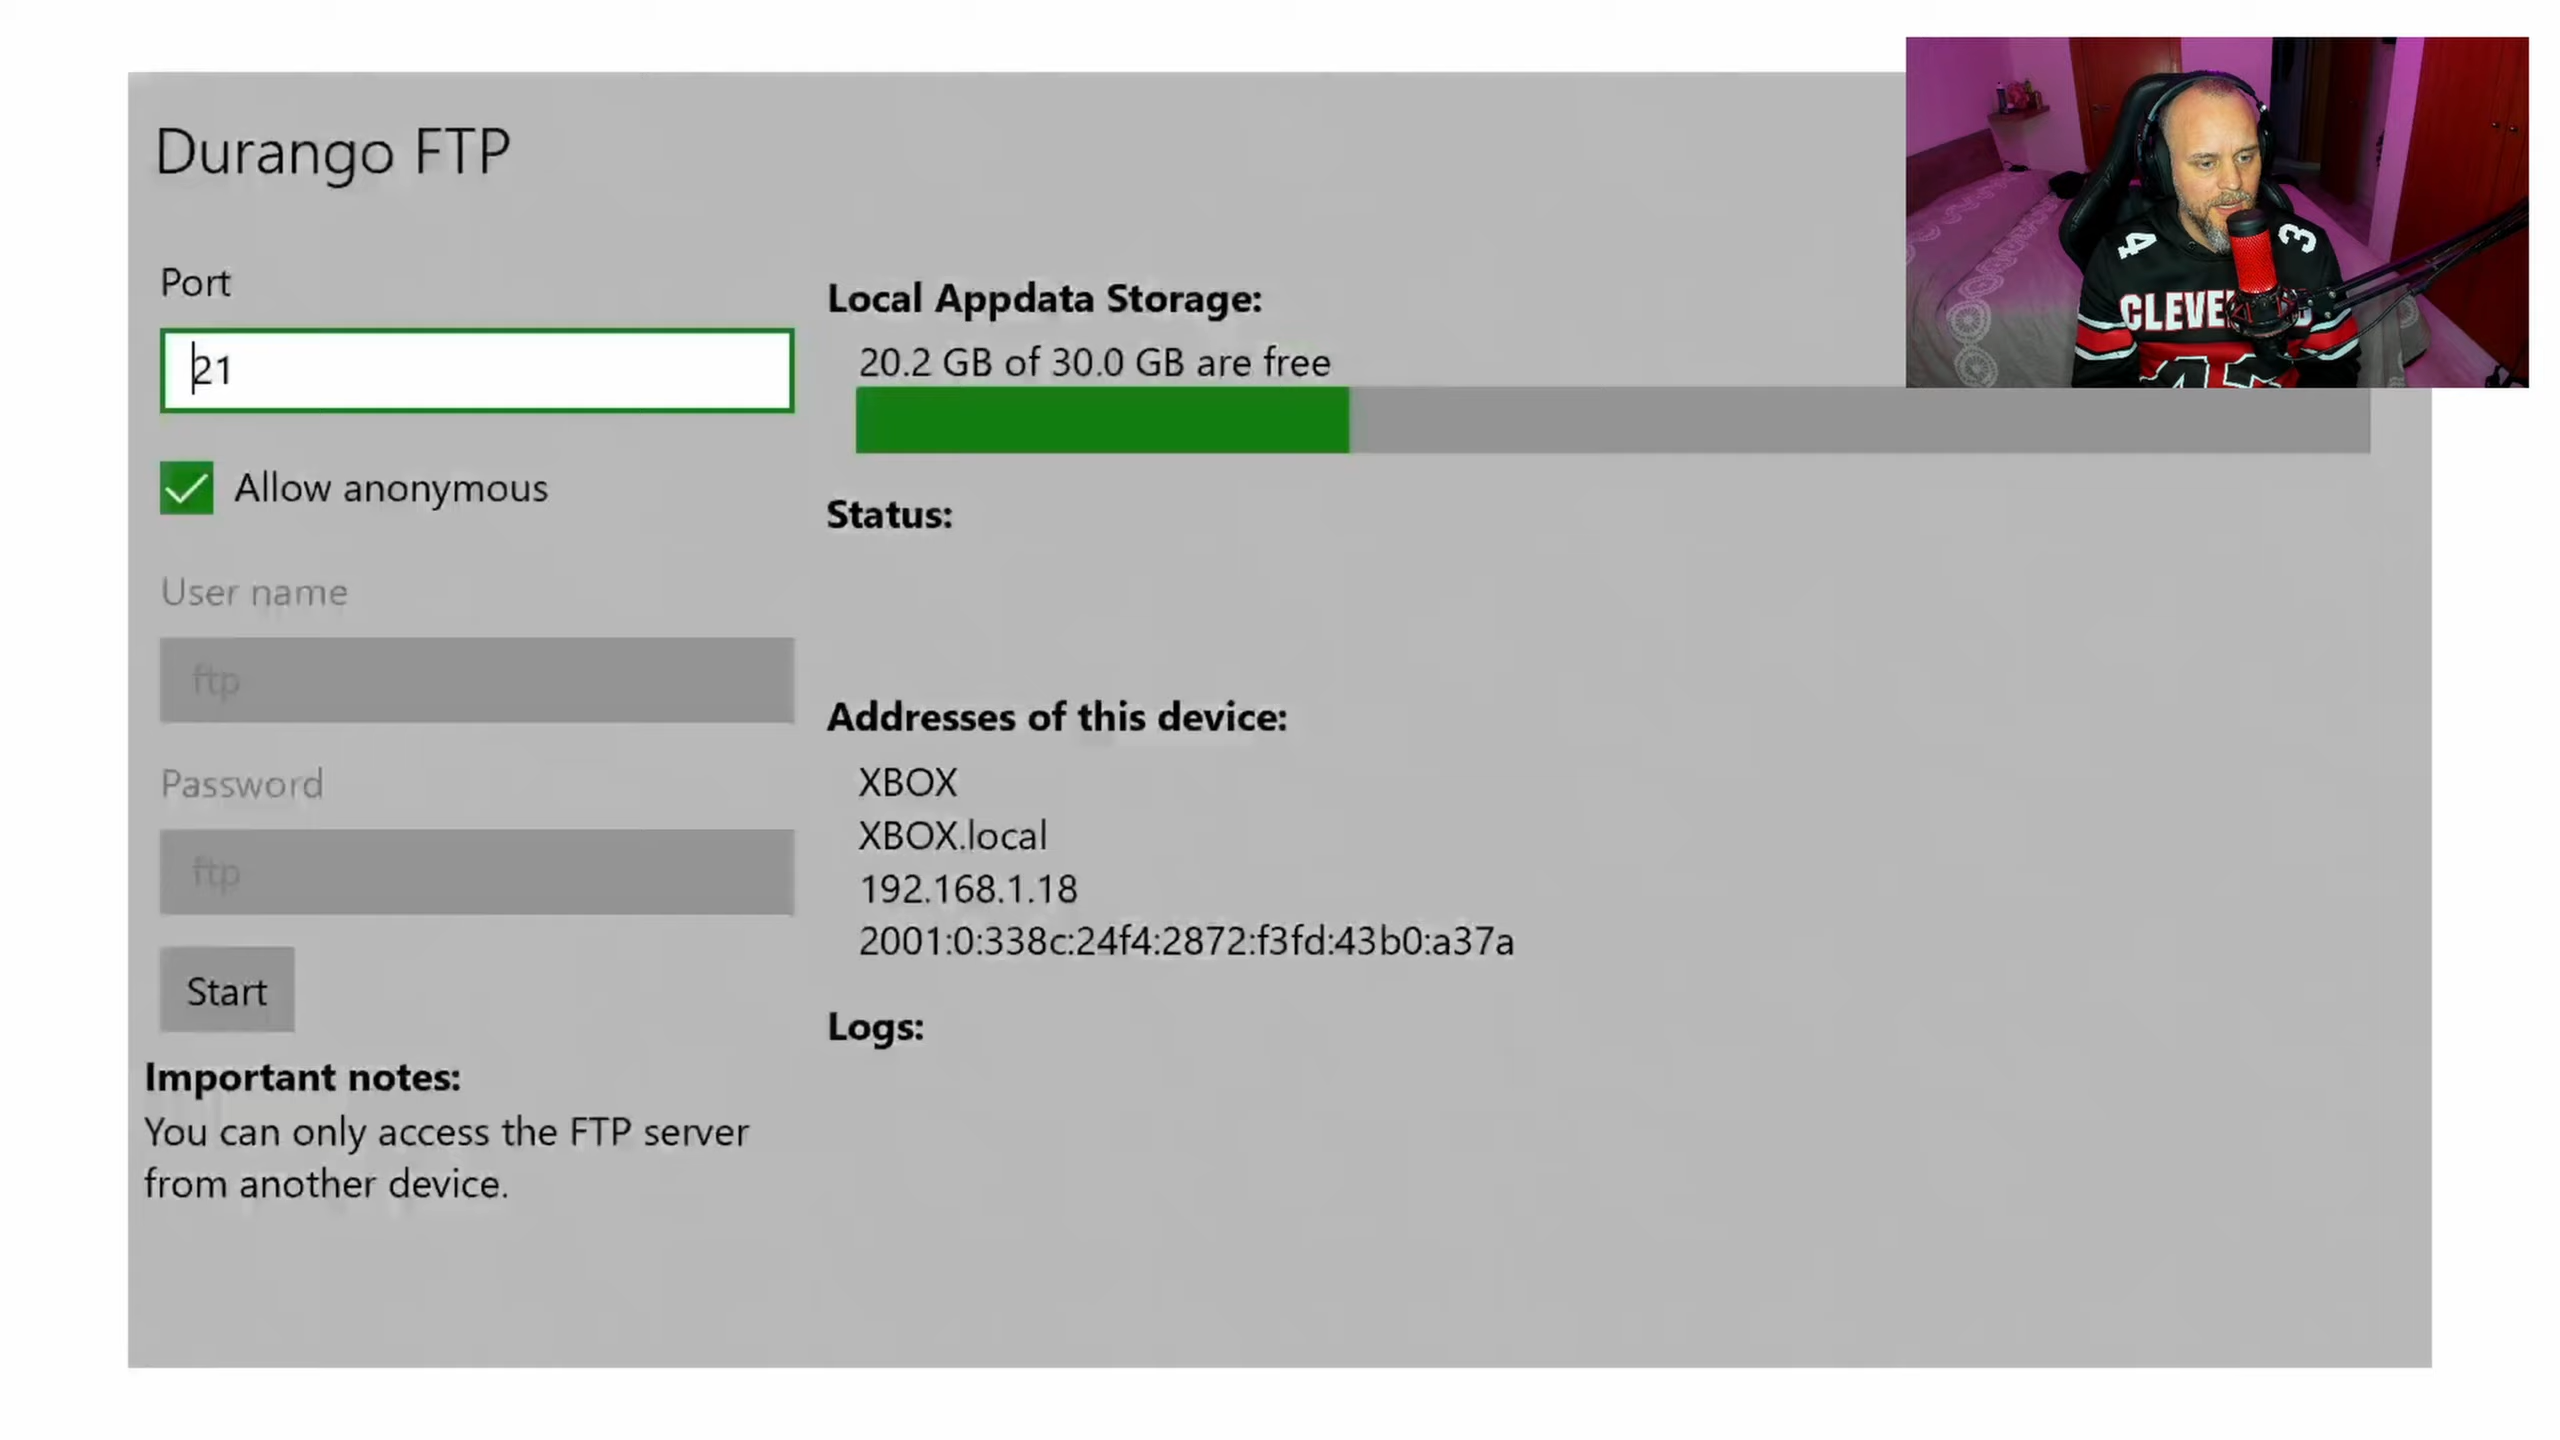 Durango FTP
Port
21
Allow anonymous
User name
ftp
Password
ftp
Start
Important notes:
You can only access the FTP server
from another device.
Local Appdata Storage:
20.2 GB of 30.0 GB are free
Status:
Addresses of this device:
XBOX
XBOX.local
192.168.1.18
2001:0:338c:24f4:2872:f3fd:43b0:a37a
Logs:
4 3
CLEVE